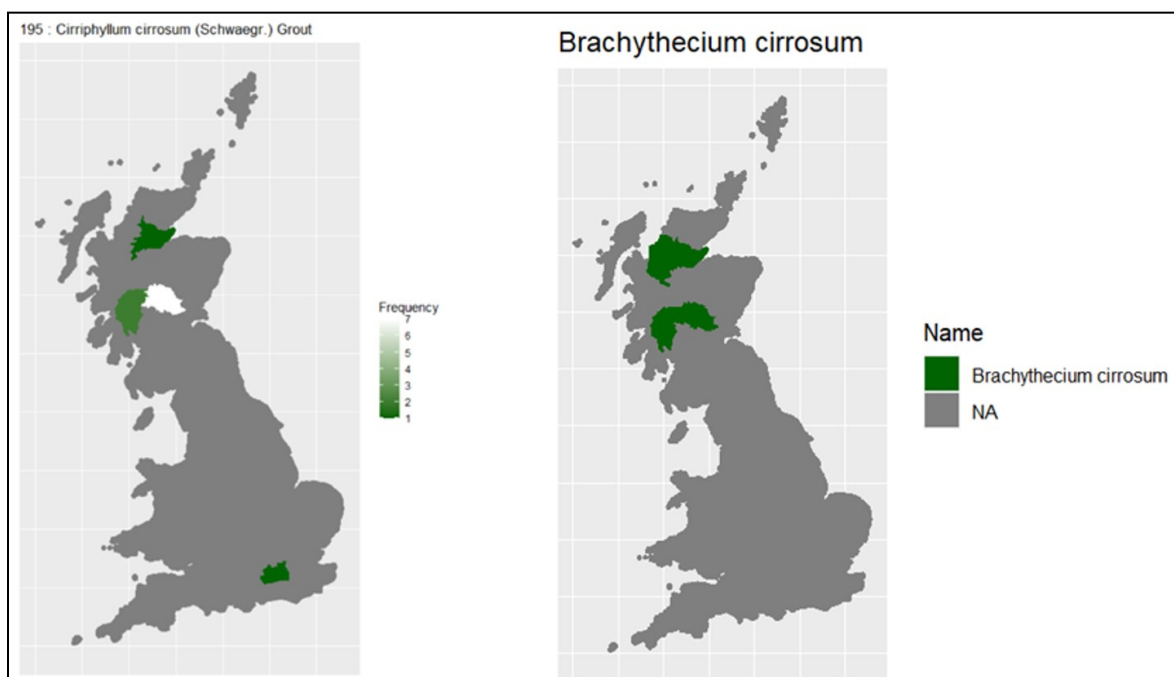 195 : Cirriphyllum cirrosum (Schwaegr.) Grout
Frequency
7
6
5
4
3
2
1
Brachythecium cirrosum
Name
Brachythecium cirrosum
NA